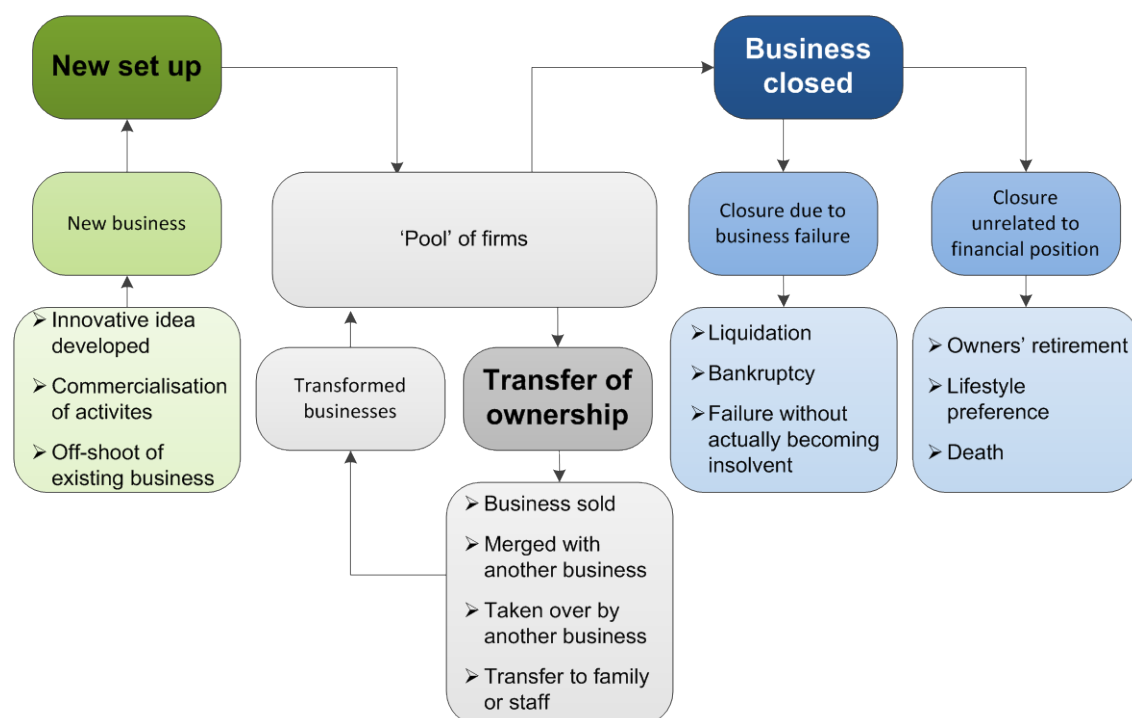 New set up
Business
closed
New business
'Pool' of firms
Closure due to
business failure
Closure
unrelated to
financial position
➢ Innovative idea
developed
➢ Commercialisation
of activites
➢ Off-shoot of
existing business
Transformed
businesses
Transfer of
ownership
➢ Liquidation
➢ Bankruptcy
➢ Failure without
actually becoming
insolvent
➢ Owners' retirement
➢ Lifestyle
preference
➢ Death
➢ Business sold
➢ Merged with
another business
➢ Taken over by
another business
➢ Transfer to family
or staff